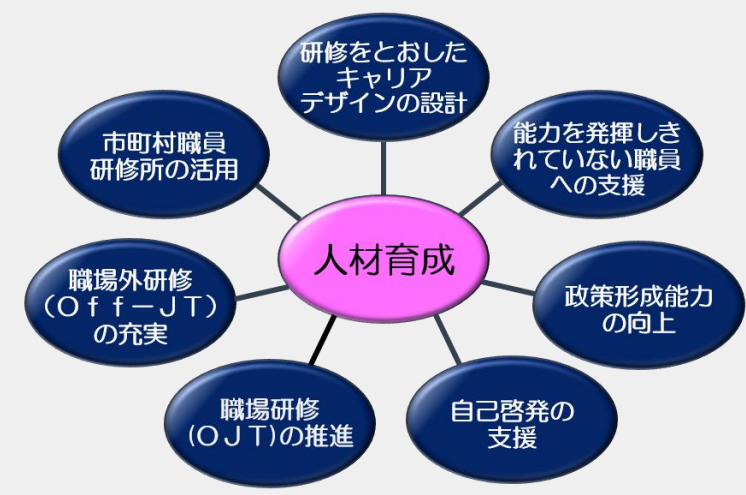 研修をとおした
キャリア
デザインの設計
能力を発揮しき
れていない職員
への支援
政策形成能力
の向上
自己啓発の
支援
職場研修
(ＯＪＴ)の推進
職場外研修
（Ｏｆｆ－ＪＴ）
の充実
市町村職員
研修所の活用
人材育成